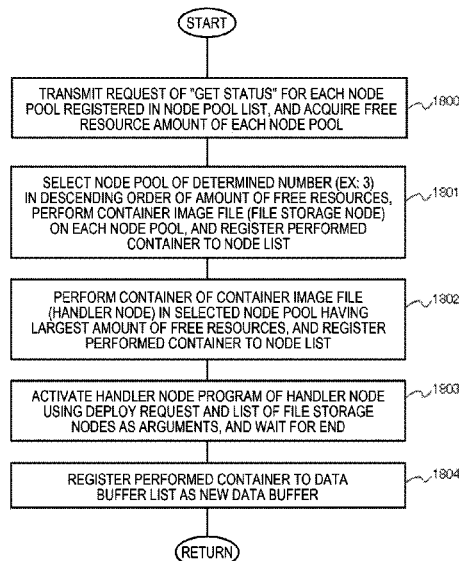 START
TRANSMIT REQUEST OF "GET STATUS" FOR EACH NODE
POOL REGISTERED IN NODE POOL LIST, AND ACQUIRE FREE
RESOURCE AMOUNT OF EACH NODE POOL
1800
SELECT NODE POOL OF DETERMINED NUMBER (EX: 3)
IN DESCENDING ORDER OF AMOUNT OF FREE RESOURCES,
PERFORM CONTAINER IMAGE FILE (FILE STORAGE NODE)
ON EACH NODE POOL, AND REGISTER PERFORMED
CONTAINER TO NODE LIST
1801
PERFORM CONTAINER OF CONTAINER IMAGE FILE
(HANDLER NODE) IN SELECTED NODE POOL HAVING
LARGEST AMOUNT OF FREE RESOURCES, AND REGISTER
PERFORMED CONTAINER TO NODE LIST
1802
ACTIVATE HANDLER NODE PROGRAM OF HANDLER NODE
USING DEPLOY REQUEST AND LIST OF FILE STORAGE
NODES AS ARGUMENTS, AND WAIT FOR END
1803
REGISTER PERFORMED CONTAINER TO DATA
BUFFER LIST AS NEW DATA BUFFER
1804
RETURN